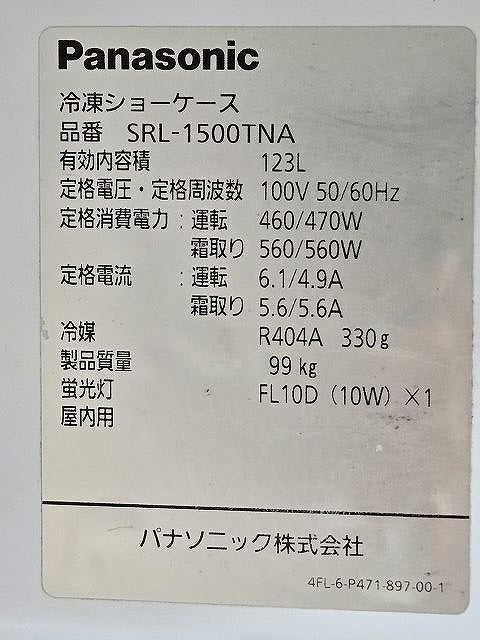 Panasonic
冷凍ショーケース
品番 SRL-1500TNA
有効内容積 123L
定格電圧・定格周波数 100V 50/60Hz
定格消費電力:運転 460/470W
霜取り 560/560W
定格電流 :運転 6.1/4.9A
霜取り 5.6/5.6A
冷媒 R404A 330g
製品質量 99kg
蛍光灯 FL10D (10W) ×1
屋内用
パナソニック株式会社
4FL-6-P471-897-00-1